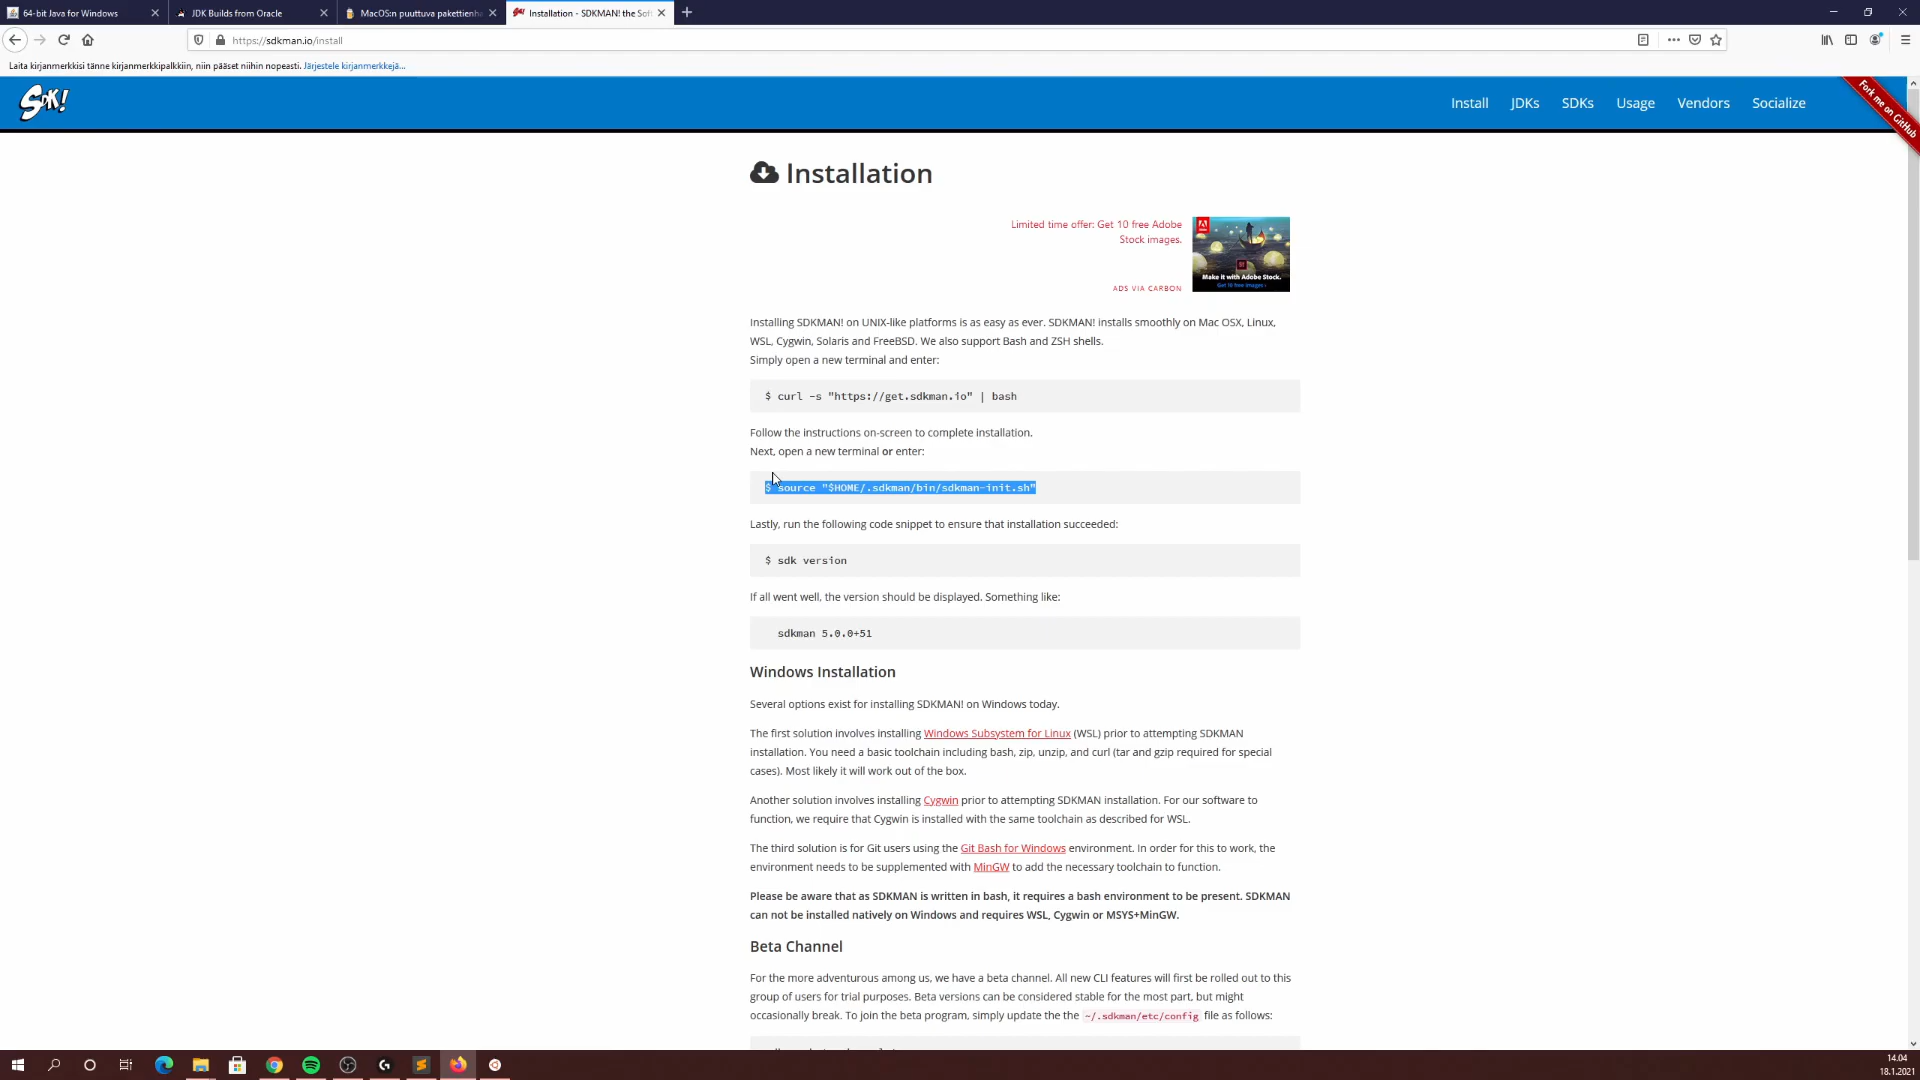 64-bit Java for Windows
JDK Builds from Oracle
MacOS:n puuttuva pakettienha
Installation - SDKMAN! the Sof
https://sdkman.io/install
Laita kirjanmerkkisi tänne kirjanmerkkipalkkiin, niin pääset niihin nopeasti. Järjestele kirjanmerkkejä...
SDK!
Install
JDKs
SDKs
Usage
Vendors
Socialize
Fork me on GitHub
Installation
Limited time offer: Get 10 free Adobe
Stock images.
ADS VIA CARBON
Make it with Adobe Stock.
Get 10 free images ›
Installing SDKMAN! on UNIX-like platforms is as easy as ever. SDKMAN! installs smoothly on Mac OSX, Linux,
WSL, Cygwin, Solaris and FreeBSD. We also support Bash and ZSH shells.
Simply open a new terminal and enter:
$ curl -s "https://get.sdkman.io" | bash
Follow the instructions on-screen to complete installation.
Next, open a new terminal or enter:
$ source "$HOME/.sdkman/bin/sdkman-init.sh"
Lastly, run the following code snippet to ensure that installation succeeded:
$ sdk version
If all went well, the version should be displayed. Something like:
sdkman 5.0.0+51
Windows Installation
Several options exist for installing SDKMAN! on Windows today.
The first solution involves installing Windows Subsystem for Linux (WSL) prior to attempting SDKMAN
installation. You need a basic toolchain including bash, zip, unzip, and curl (tar and gzip required for special
cases). Most likely it will work out of the box.
Another solution involves installing Cygwin prior to attempting SDKMAN installation. For our software to
function, we require that Cygwin is installed with the same toolchain as described for WSL.
The third solution is for Git users using the Git Bash for Windows environment. In order for this to work, the
environment needs to be supplemented with MinGW to add the necessary toolchain to function.
Please be aware that as SDKMAN is written in bash, it requires a bash environment to be present. SDKMAN
can not be installed natively on Windows and requires WSL, Cygwin or MSYS+MinGW.
Beta Channel
For the more adventurous among us, we have a beta channel. All new CLI features will first be rolled out to this
group of users for trial purposes. Beta versions can be considered stable for the most part, but might
occasionally break. To join the beta program, simply update the the ~/.sdkman/etc/config file as follows:
14.04
18.1.2021